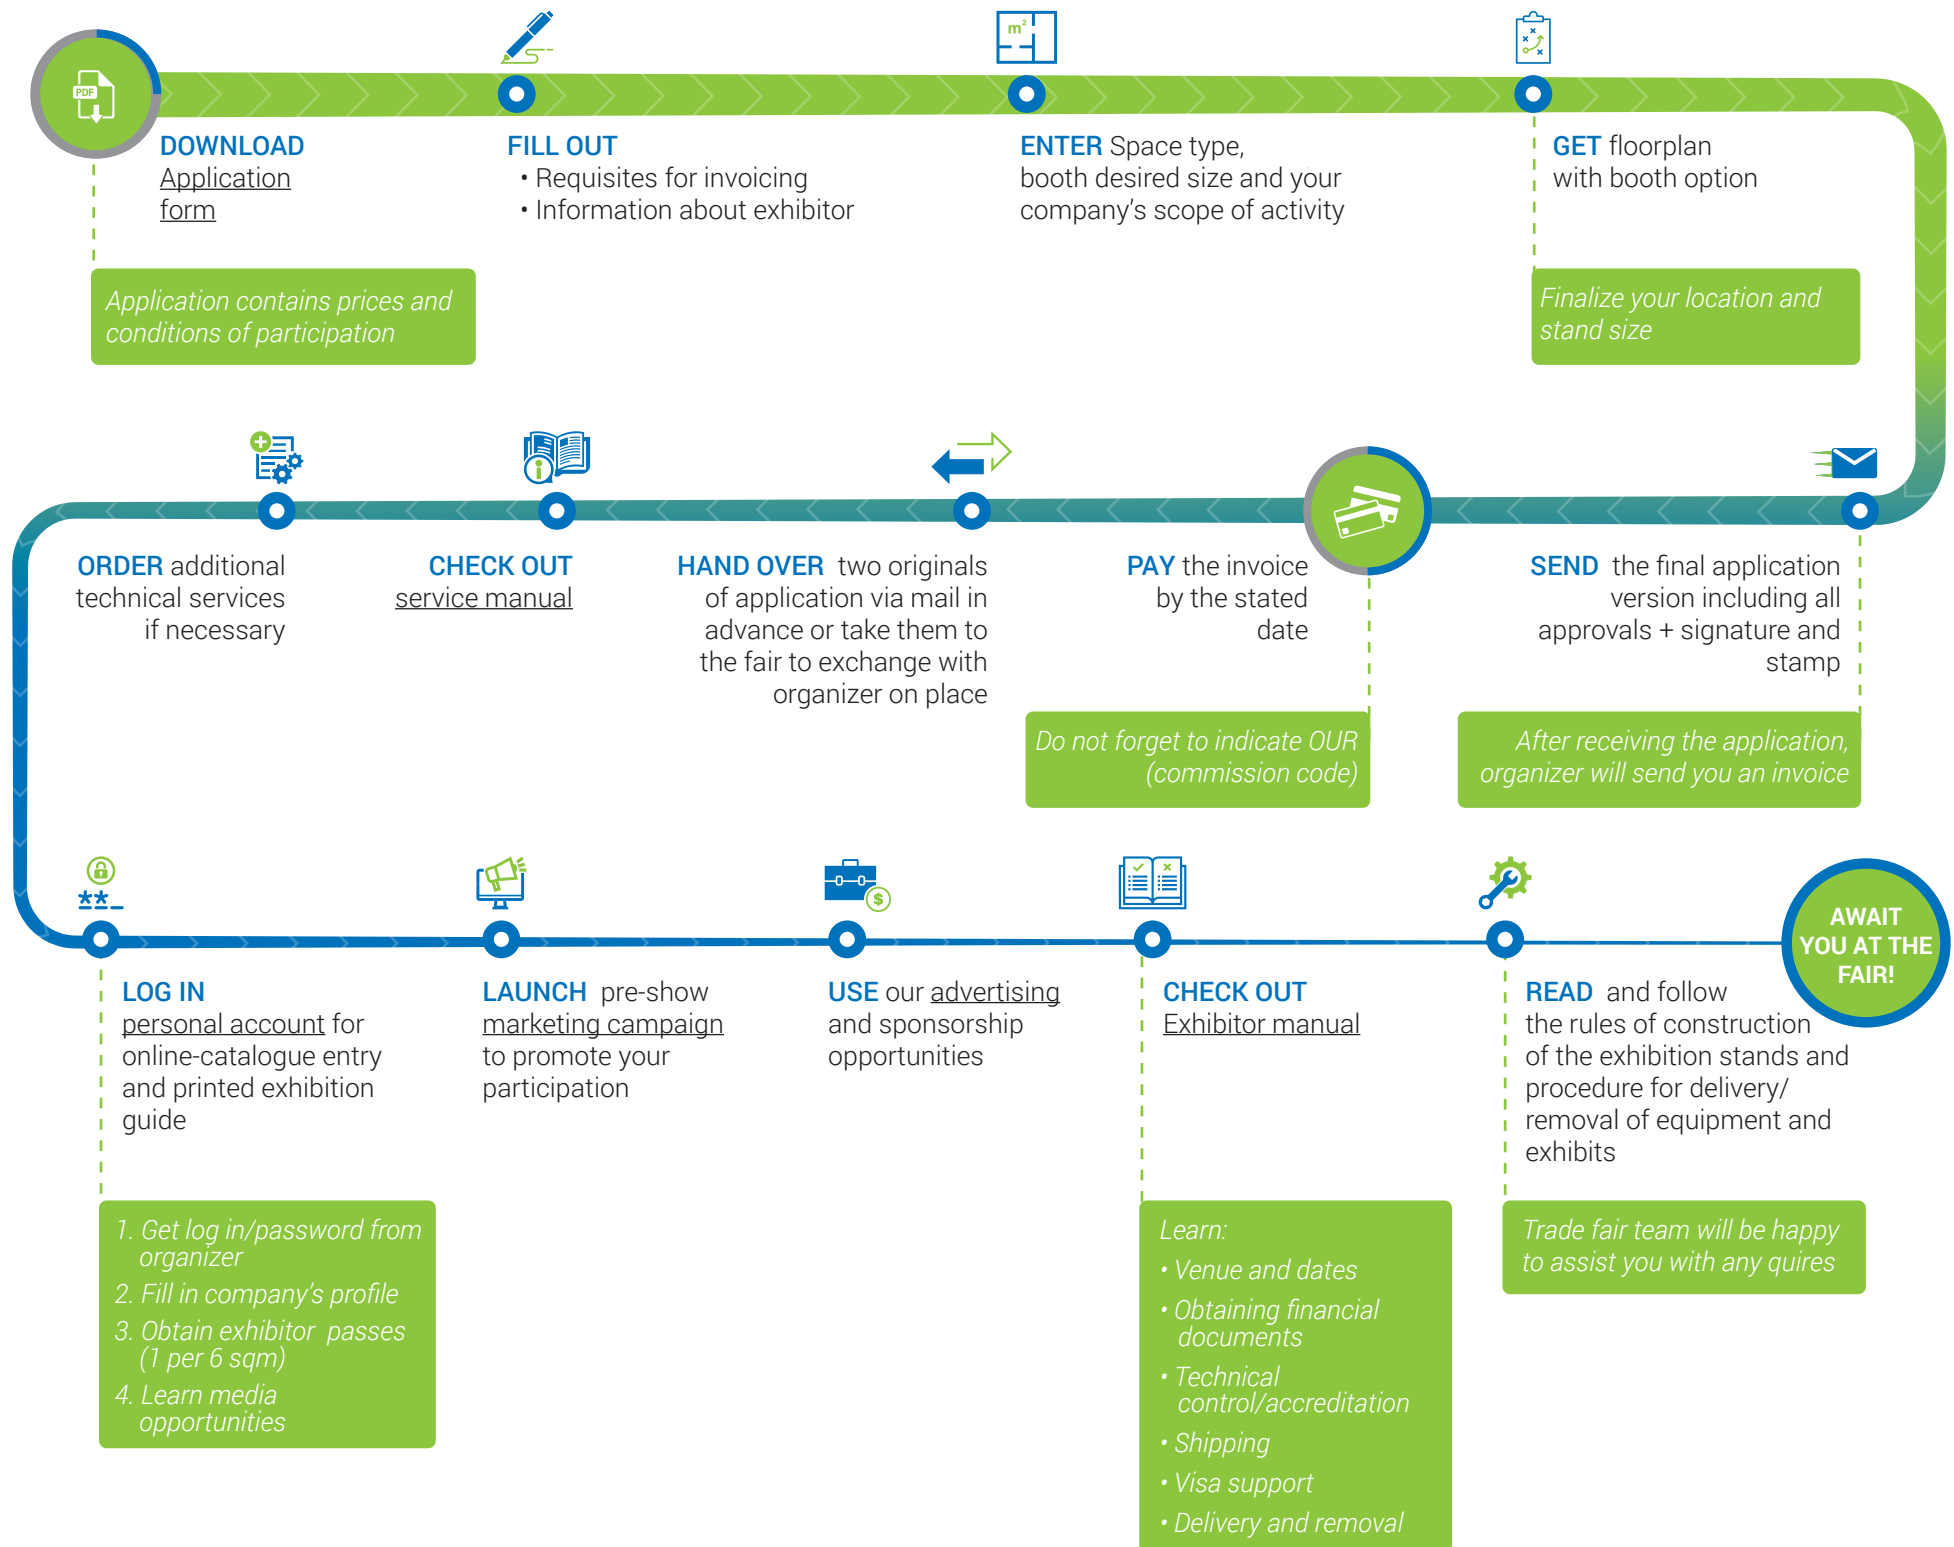 PDF
DOWNLOAD
Application
form
Application contains prices and
conditions of participation
FILL OUT
• Requisites for invoicing
• Information about exhibitor
m²
ENTER Space type,
booth desired size and your
company's scope of activity
GET floorplan
with booth option
Finalize your location and
stand size
SEND the final application
version including all
approvals + signature and
stamp
After receiving the application,
organizer will send you an invoice
PAY the invoice
by the stated
date
Do not forget to indicate OUR
(commission code)
HAND OVER two originals
of application via mail in
advance or take them to
the fair to exchange with
organizer on place
CHECK OUT
service manual
ORDER additional
technical services
if necessary
LOG IN
personal account for
online-catalogue entry
and printed exhibition
guide
1. Get log in/password from
organizer
2. Fill in company's profile
3. Obtain exhibitor passes
(1 per 6 sqm)
4. Learn media
opportunities
LAUNCH pre-show
marketing campaign
to promote your
participation
$
USE our advertising
and sponsorship
opportunities
CHECK OUT
Exhibitor manual
Learn:
• Venue and dates
• Obtaining financial
documents
• Technical
control/accreditation
• Shipping
• Visa support
• Delivery and removal
READ and follow
the rules of construction
of the exhibition stands and
procedure for delivery/
removal of equipment and
exhibits
Trade fair team will be happy
to assist you with any quires
AWAIT
YOU AT THE
FAIR!